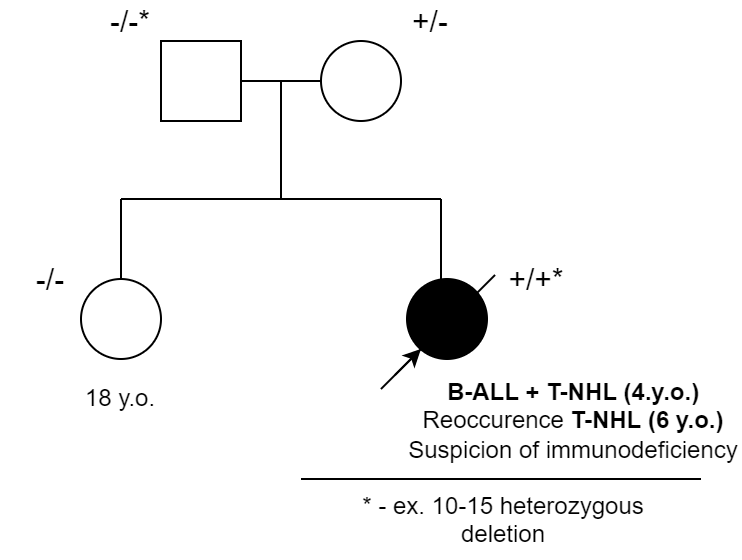 -/-*
+/-
-/-
+/+*
18 y.o.
B-ALL + T-NHL (4.y.o.)
Reoccurence T-NHL (6 y.o.)
Suspicion of immunodeficiency
* - ex. 10-15 heterozygous
deletion